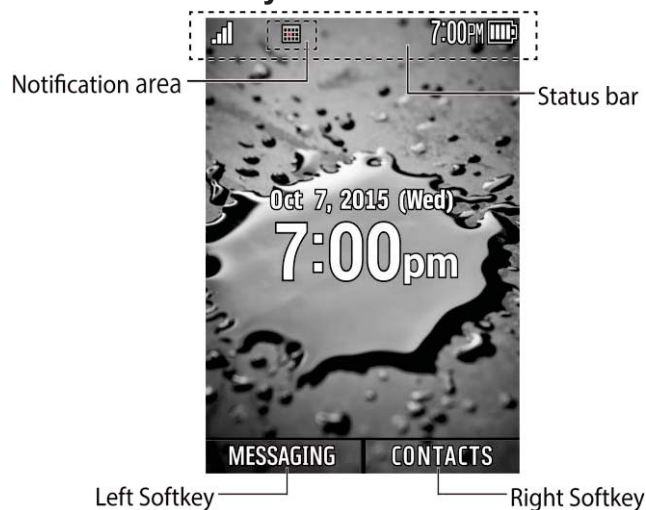 7:00PM
Notification area
Status bar
Oct 7, 2015 (Wed)
7:00pm
MESSAGING CONTACTS
Left Softkey
Right Softkey